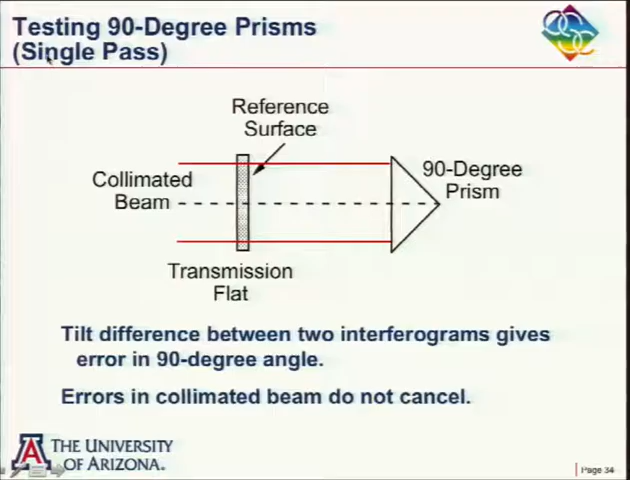 Testing 90-Degree Prisms
(Single Pass)
Reference
Surface
Collimated
Beam
90-Degree
Prism
Transmission
Flat
Tilt difference between two interferograms gives
error in 90-degree angle.
Errors in collimated beam do not cancel.
THE UNIVERSITY
OF ARIZONA.
Page 34